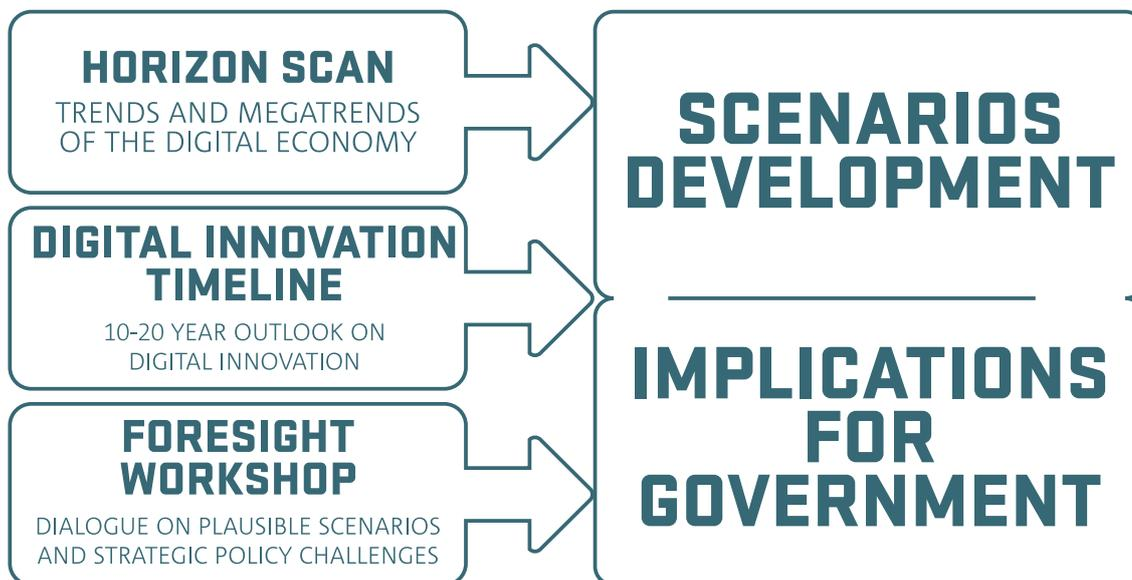 HORIZON SCAN
TRENDS AND MEGATRENDS
OF THE DIGITAL ECONOMY
DIGITAL INNOVATION
TIMELINE
10-20 YEAR OUTLOOK ON
DIGITAL INNOVATION
FORESIGHT
WORKSHOP
DIALOGUE ON PLAUSIBLE SCENARIOS
AND STRATEGIC POLICY CHALLENGES
SCENARIOS
DEVELOPMENT
IMPLICATIONS
FOR
GOVERNMENT